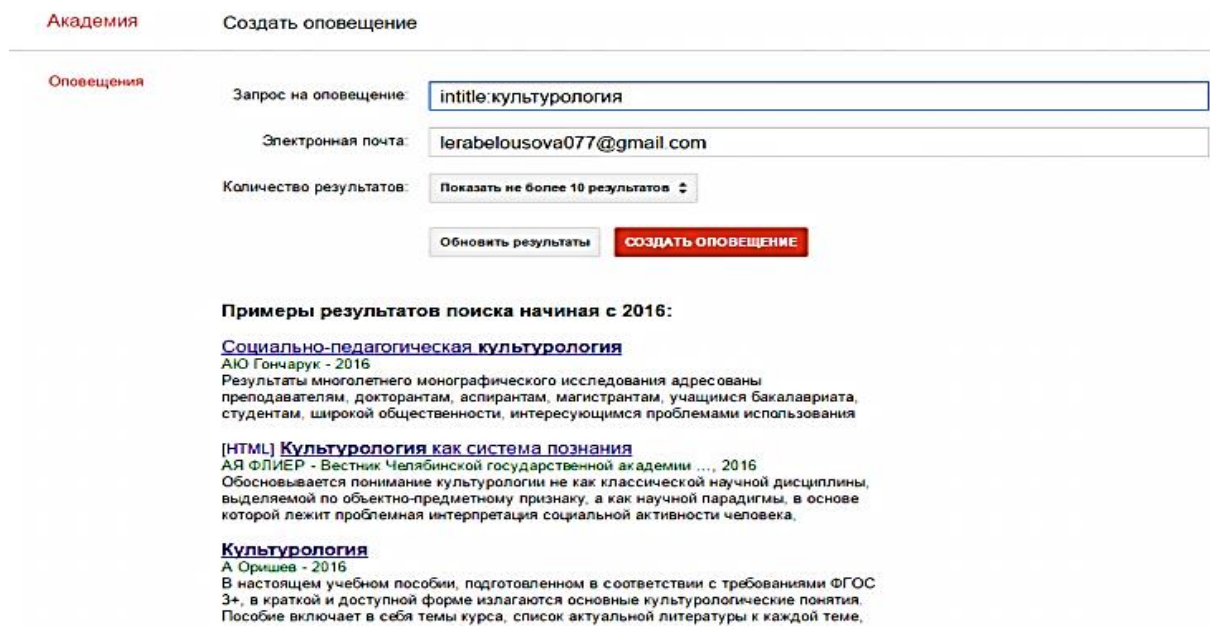 Академия Создать оповещение
Оповещения
Запрос на оповещение: intitle:культурология
Электронная почта: lerabelousova077@gmail.com
Количество результатов: Показать не более 10 результатов
Обновить результаты СОЗДАТЬ ОПОВЕЩЕНИЕ
Примеры результатов поиска начиная с 2016:
Социально-педагогическая культурология
АЮ Гончарук - 2016
Результаты многолетнего монографического исследования адресованы
преподавателям, докторантам, аспирантам, магистрантам, учащимся бакалавриата,
студентам, широкой общественности, интересующимся проблемами использования
[HTML] Культурология как система познания
АЯ ФЛИЕР - Вестник Челябинской государственной академии ..., 2016
Обосновывается понимание культурологии не как классической научной дисциплины,
выделяемой по объектно-предметному признаку, а как научной парадигмы, в основе
которой лежит проблемная интерпретация социальной активности человека,
Культурология
А Оришев - 2016
В настоящем учебном пособии, подготовленном в соответствии с требованиями ФГОС
3+, в краткой и доступной форме излагаются основные культурологические понятия.
Пособие включает в себя темы курса, список актуальной литературы к каждой теме,